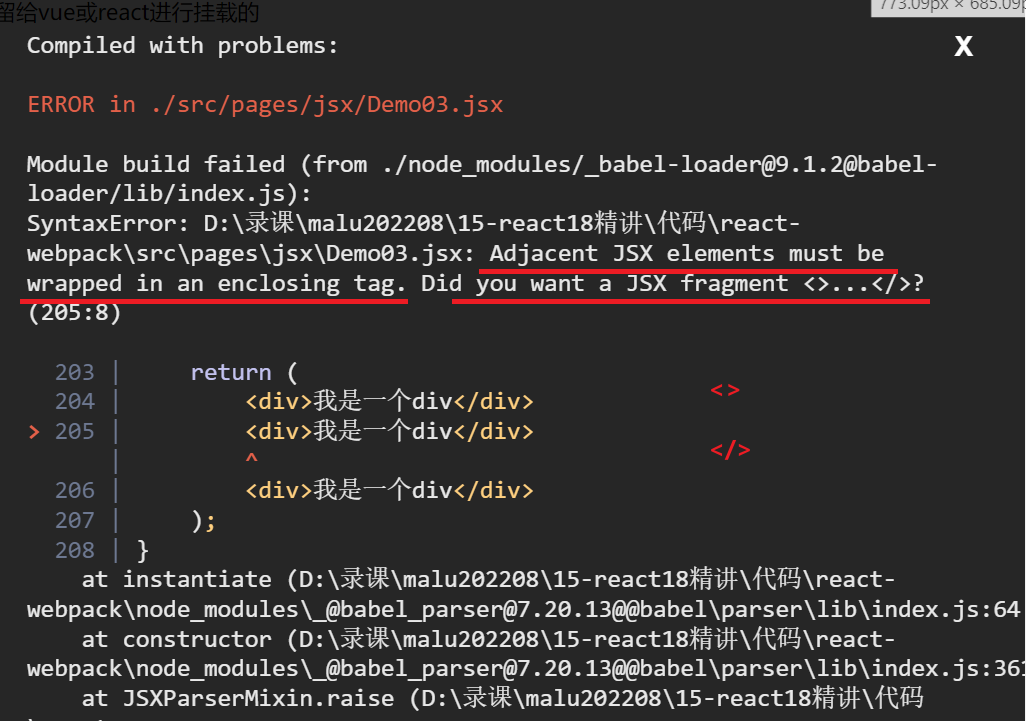 留给vue或react进行挂载的
773.09px × 685.09p
Compiled with problems:
X
ERROR in ./src/pages/jsx/Demo03.jsx
Module build failed (from ./node_modules/_babel-loader@9.1.2@babel-
loader/lib/index.js):
SyntaxError: D:\录课\malu202208\15-react18精讲\代码\react-
webpack\src\pages\jsx\Demo03.jsx: Adjacent JSX elements must be
wrapped in an enclosing tag. Did you want a JSX fragment <>...</>?
(205:8)
203 |     return (
<>
204 |         <div>我是一个div</div>
> 205 |         <div>我是一个div</div>
</>
|         ^
206 |         <div>我是一个div</div>
207 |     );
208 | }
at instantiate (D:\录课\malu202208\15-react18精讲\代码\react-
webpack\node_modules\_@babel_parser@7.20.13@@babel\parser\lib\index.js:64
at constructor (D:\录课\malu202208\15-react18精讲\代码\react-
webpack\node_modules\_@babel_parser@7.20.13@@babel\parser\lib\index.js:361
at JSXParserMixin.raise (D:\录课\malu202208\15-react18精讲\代码